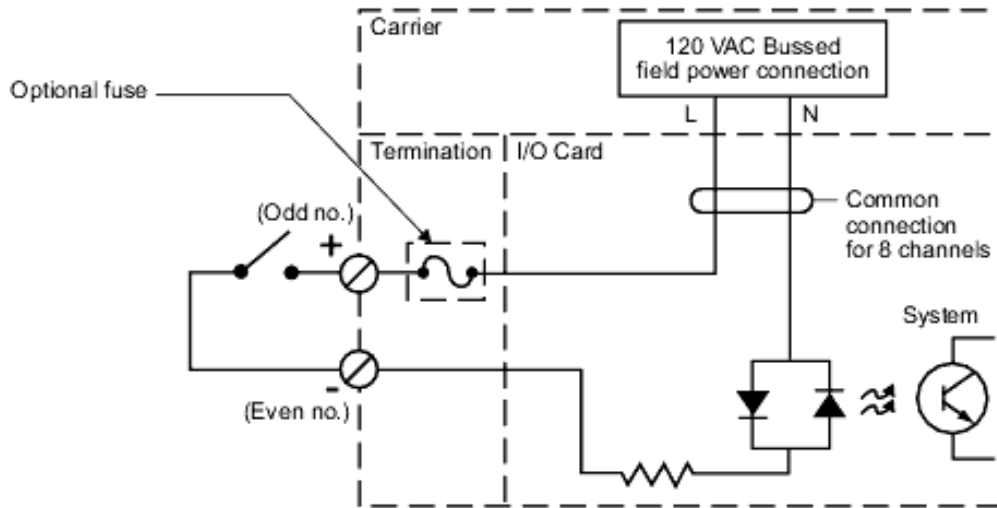 Carrier
120 VAC Bussed
field power connection
Optional fuse
L
N
Termination
I/O Card
Common
connection
for 8 channels
(Odd no.)
+
System
-
(Even no.)